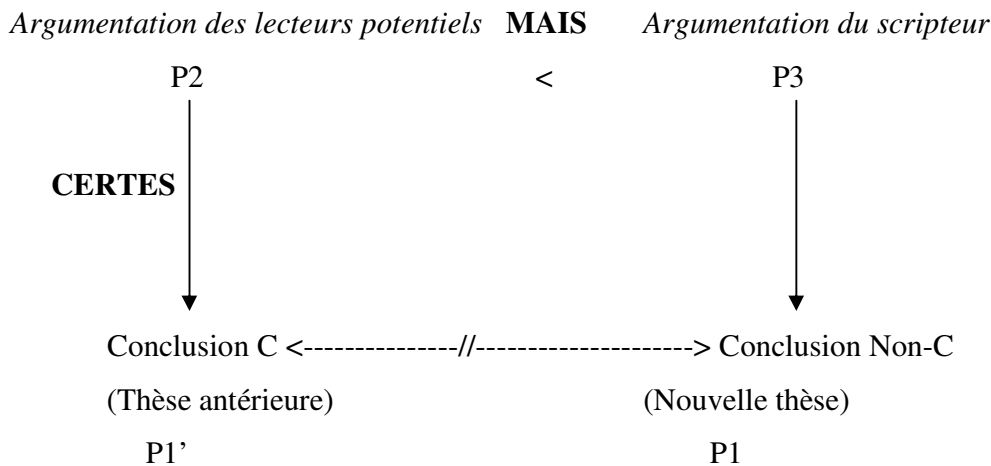 Argumentation des lecteurs potentiels MAIS Argumentation du scripteur
P2 < P3
CERTES
Conclusion C <---------------//---------------------> Conclusion Non-C
(Thèse antérieure) (Nouvelle thèse)
P1’ P1